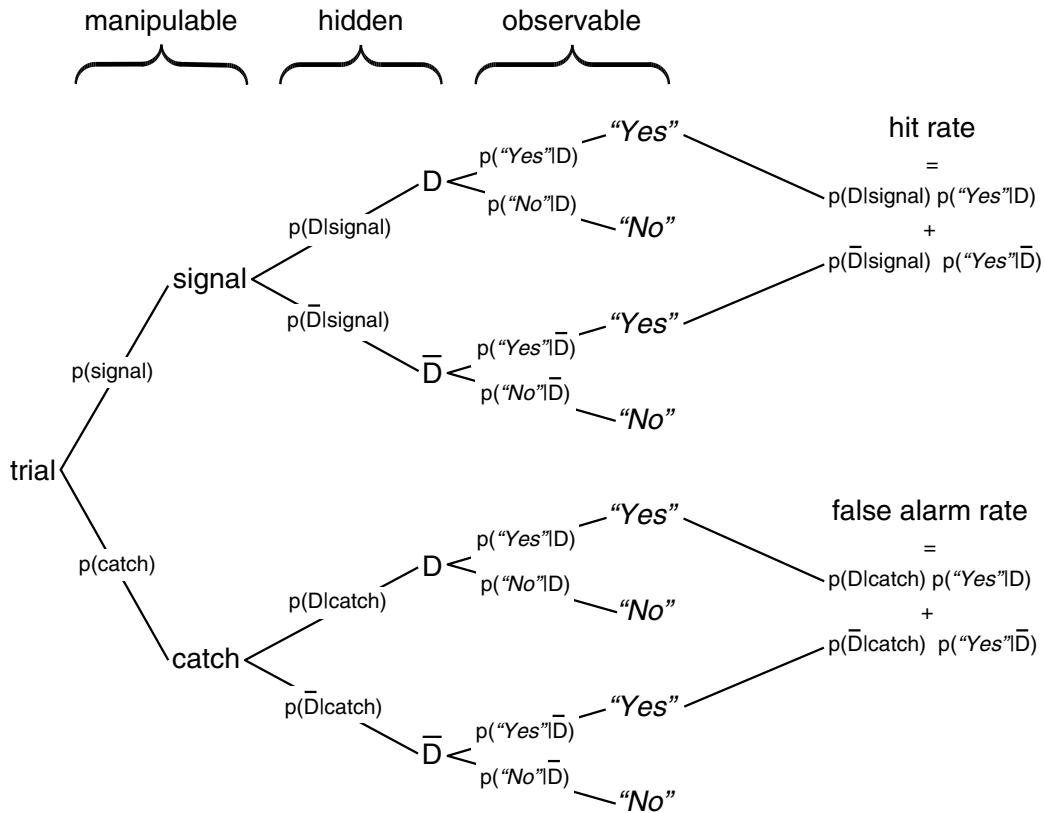 manipulable hidden observable
“Yes”
hit rate
p(“Yes”|D)
=
D
p(“No”|D)
p(D|signal) p(“Yes”|D)
p(D|signal)
“No”
+
signal
p(D̅|signal) p(“Yes”|D̅)
p(D̅|signal)
“Yes”
p(“Yes”|D̅)
p(signal)
D̅
p(“No”|D̅)
“No”
trial
“Yes”
false alarm rate
p(“Yes”|D)
=
p(catch)
D
p(“No”|D)
p(D|catch) p(“Yes”|D)
p(D|catch)
“No”
+
catch
p(D̅|catch) p(“Yes”|D̅)
p(D̅|catch)
“Yes”
p(“Yes”|D̅)
D̅
p(“No”|D̅)
“No”